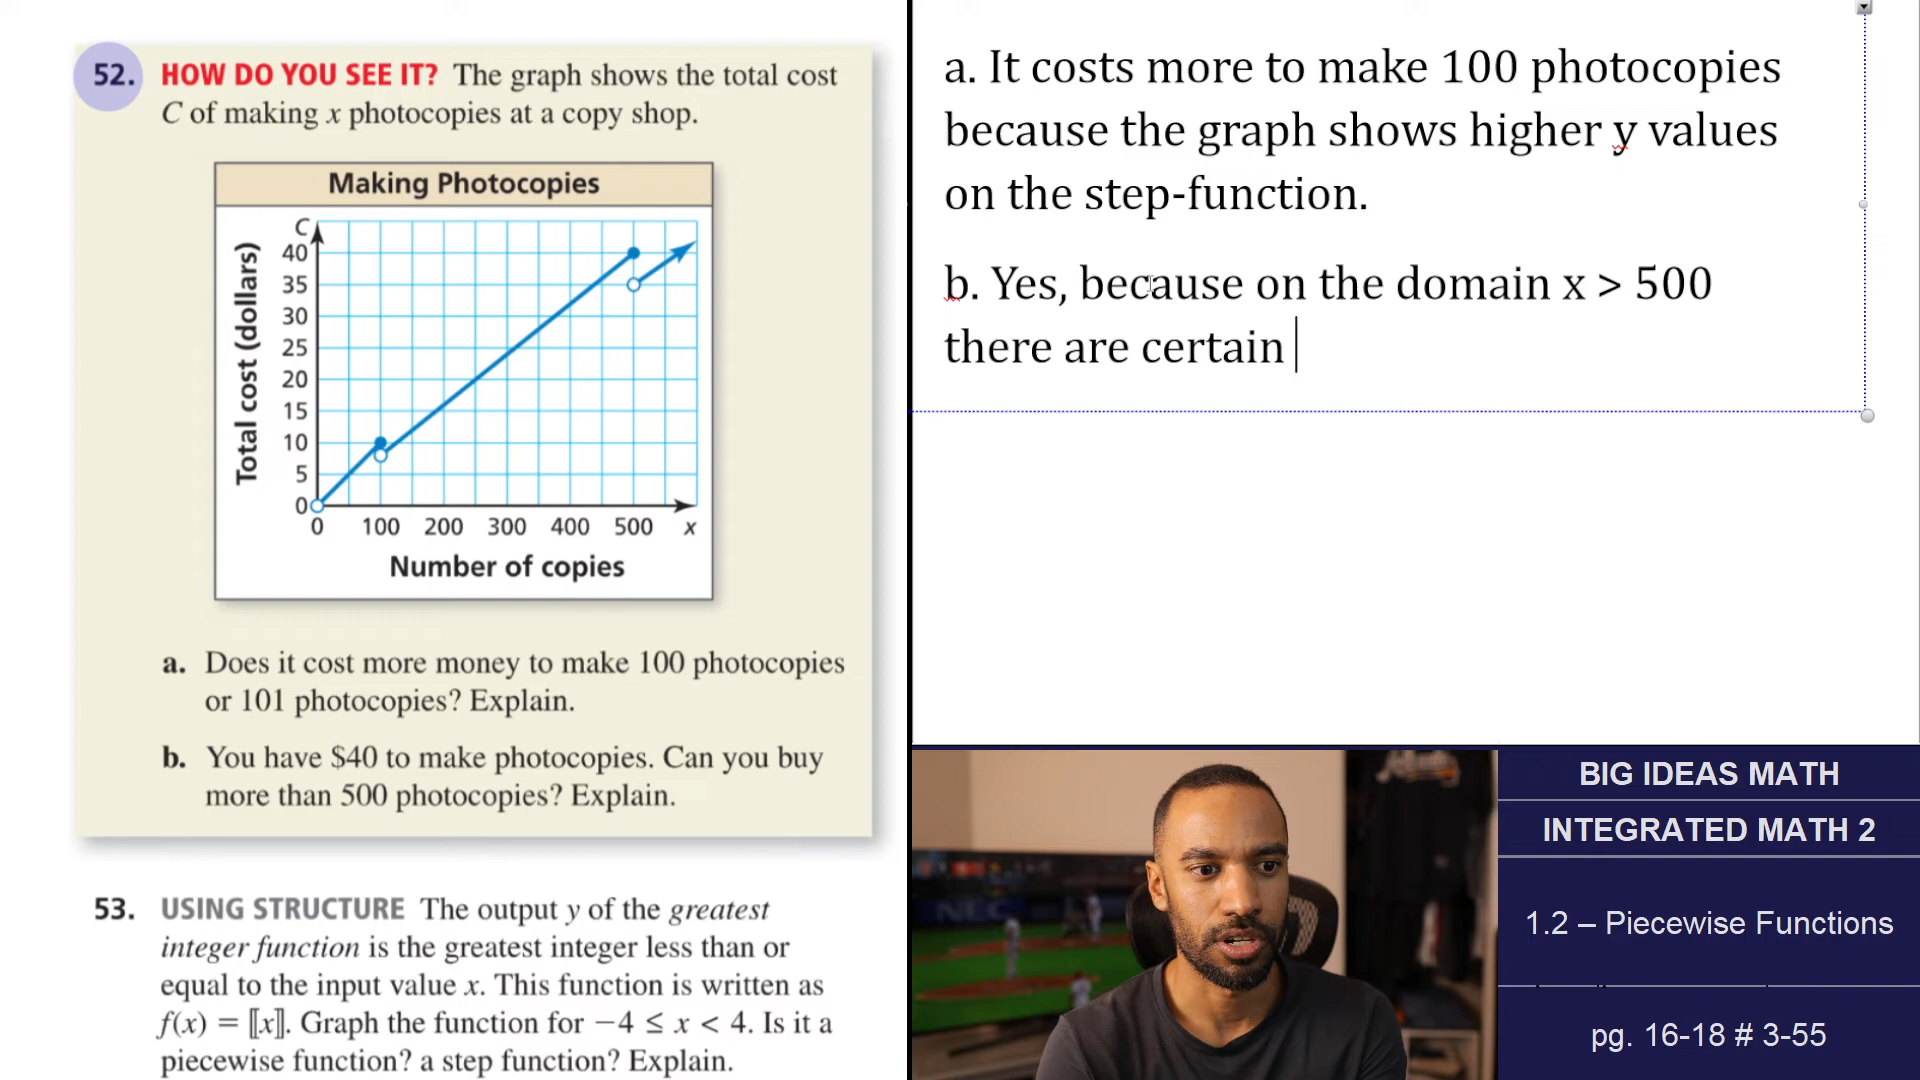 52. HOW DO YOU SEE IT? The graph shows the total cost
C of making x photocopies at a copy shop.
Making Photocopies
C
40
35
30
25
20
15
10
5
0
Total cost (dollars)
0 100 200 300 400 500 x
Number of copies
a. Does it cost more money to make 100 photocopies
or 101 photocopies? Explain.
b. You have $40 to make photocopies. Can you buy
more than 500 photocopies? Explain.
53. USING STRUCTURE The output y of the greatest
integer function is the greatest integer less than or
equal to the input value x. This function is written as
f(x) = ⟦x⟧. Graph the function for −4 ≤ x < 4. Is it a
piecewise function? a step function? Explain.
a. It costs more to make 100 photocopies
because the graph shows higher y values
on the step-function.
b. Yes, because on the domain x > 500
there are certain
NLC
BIG IDEAS MATH
INTEGRATED MATH 2
1.2 – Piecewise Functions
pg. 16-18 # 3-55